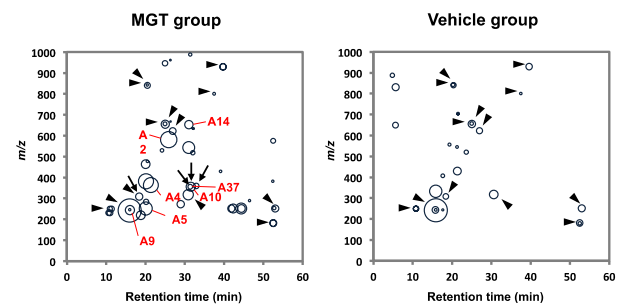 MGT group
Vehicle group
m/z
1000
900
800
700
600
500
400
300
200
100
0
A14
A
2
A37
A4
A10
A5
A9
0 10 20 30 40 50 60
Retention time (min)
m/z
1000
900
800
700
600
500
400
300
200
100
0
0 10 20 30 40 50 60
Retention time (min)